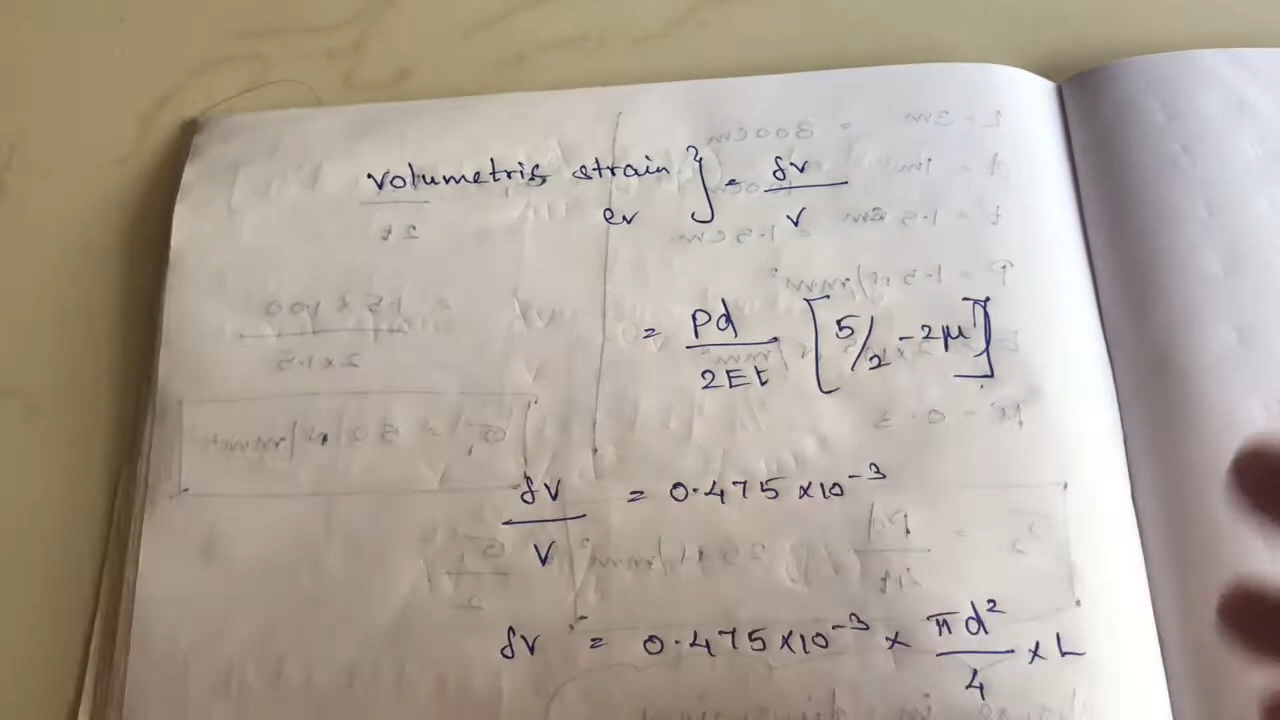 Volumetric strain } = δv
ev v
= Pd / 2Et [5/2 - 2μ]
δv / v = 0.475 × 10⁻³
δv = 0.475 × 10⁻³ × πd² / 4 × L